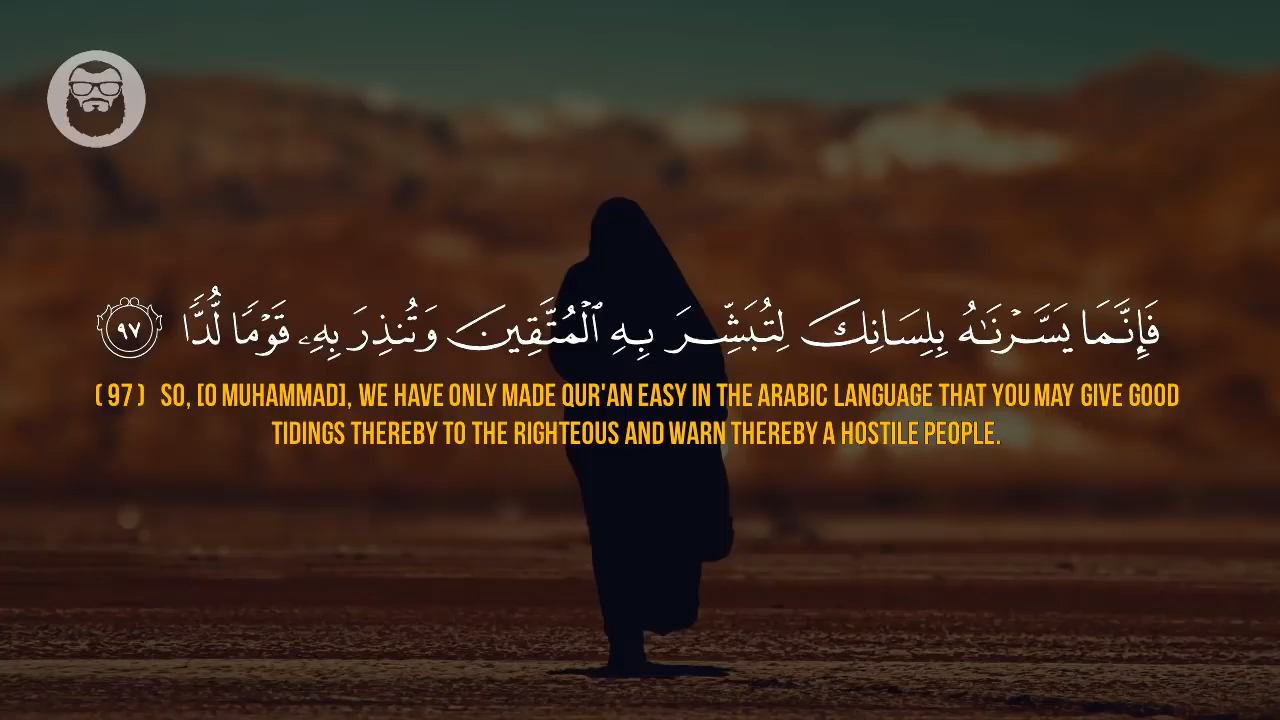 فَإِنَّمَا يَسَّرْنَـٰهُ بِلِسَانِكَ لِتُبَشِّرَ بِهِ ٱلْمُتَّقِينَ وَتُنذِرَ بِهِۦ قَوْمًا لُّدًّا ٩٧
( 97 ) SO, [O MUHAMMAD], WE HAVE ONLY MADE QUR'AN EASY IN THE ARABIC LANGUAGE THAT YOU MAY GIVE GOOD
TIDINGS THEREBY TO THE RIGHTEOUS AND WARN THEREBY A HOSTILE PEOPLE.